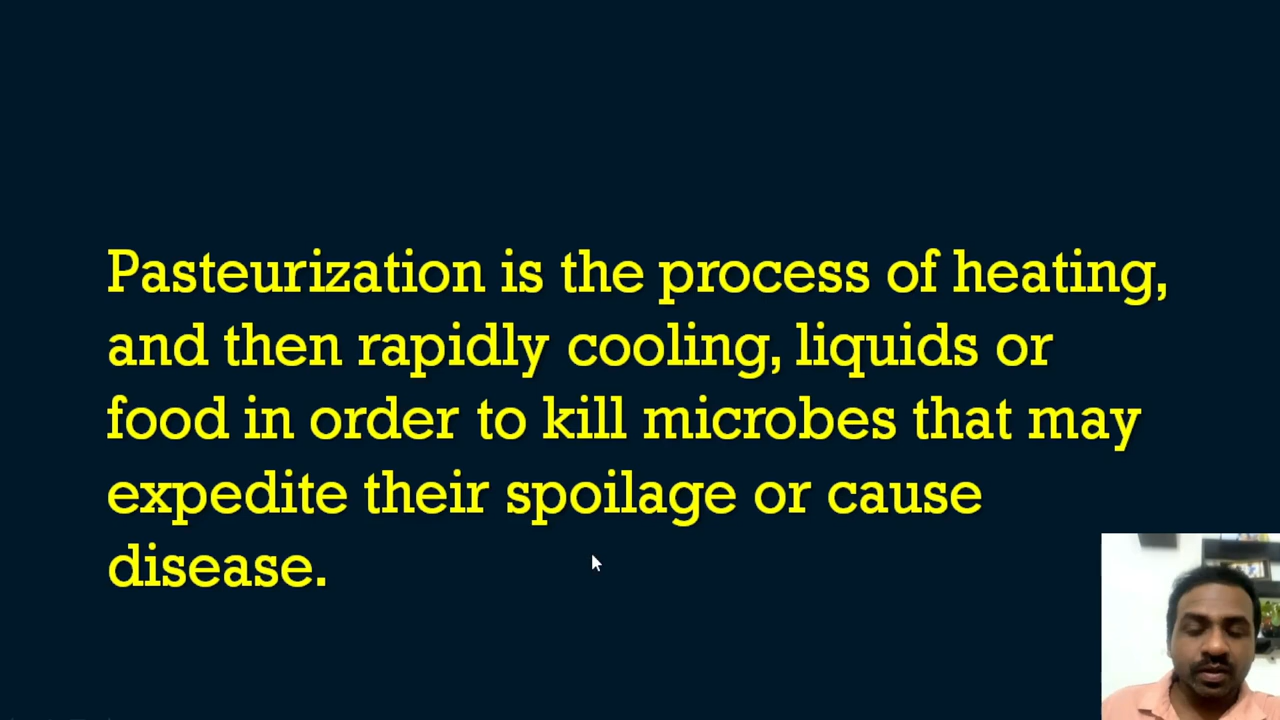 Pasteurization is the process of heating,
and then rapidly cooling, liquids or
food in order to kill microbes that may
expedite their spoilage or cause
disease.